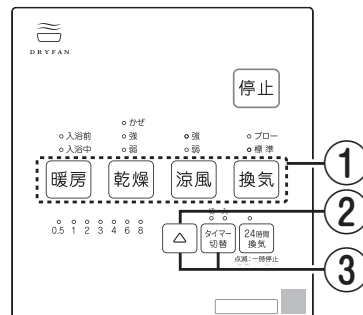 DRYFAN
停止
かぜ
入浴前 強 強 ブロー
入浴中 弱 弱 標準
暖房 乾燥 涼風 換気
①
②
0.5 1 2 3 4 6 8
△ タイマー切替 24時間換気
点滅:一時停止
③